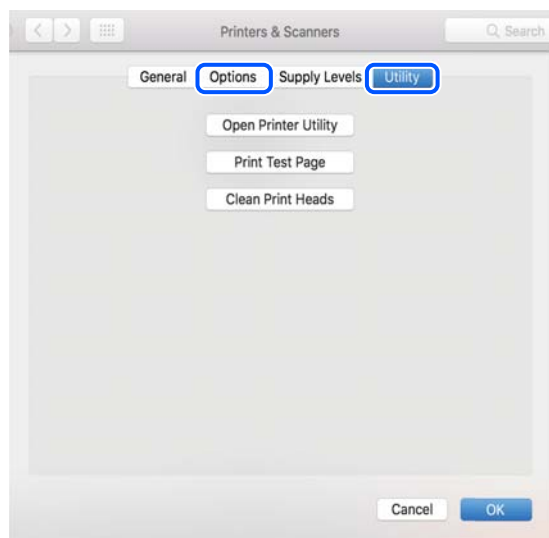 Printers & Scanners Search
General Options Supply Levels Utility
Open Printer Utility
Print Test Page
Clean Print Heads
Cancel OK